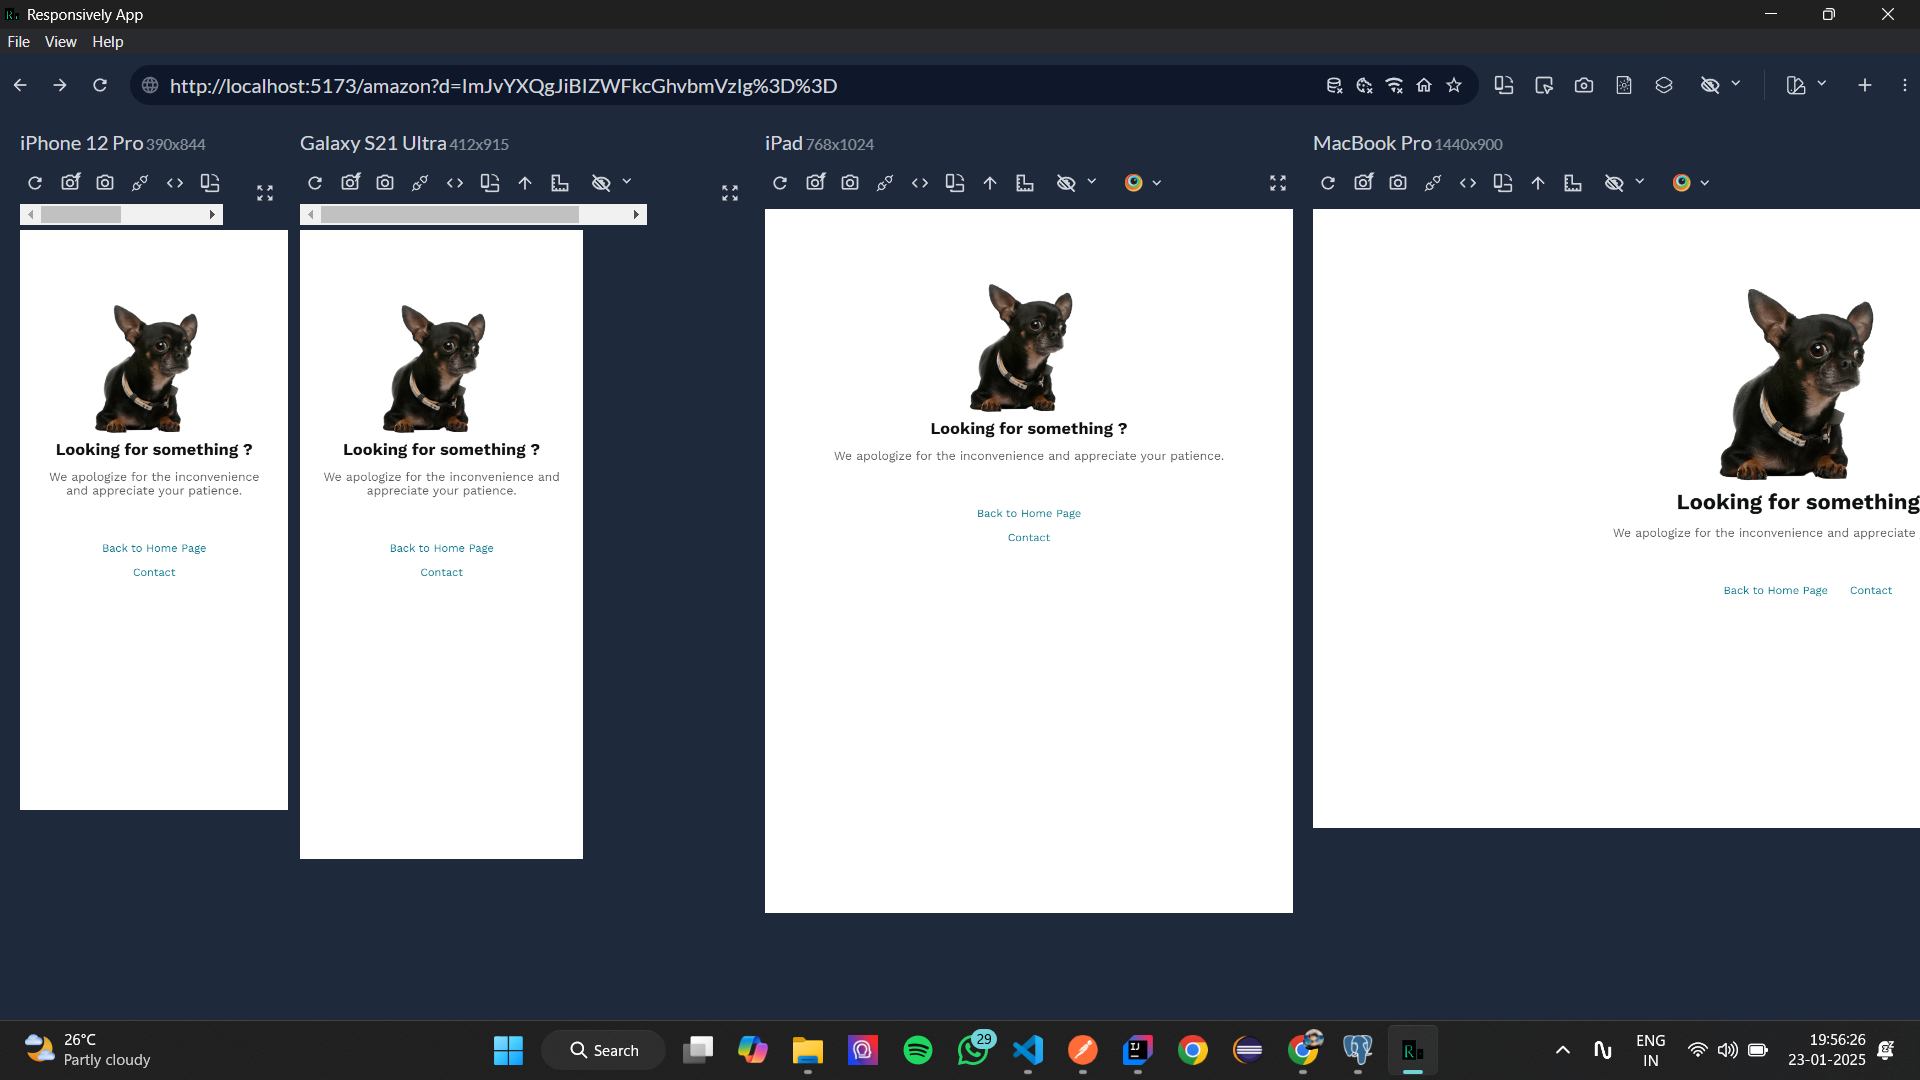 Responsively App
File View Help
http://localhost:5173/amazon?d=ImJvYXQgJiBIZWFkcGhvbmVzIg%3D%3D
iPhone 12 Pro 390x844
Galaxy S21 Ultra 412x915
iPad 768x1024
MacBook Pro 1440x900
Looking for something ?
We apologize for the inconvenience
and appreciate your patience.
Back to Home Page
Contact
Looking for something ?
We apologize for the inconvenience and
appreciate your patience.
Back to Home Page
Contact
Looking for something ?
We apologize for the inconvenience and appreciate your patience.
Back to Home Page
Contact
Looking for something
We apologize for the inconvenience and appreciate
Back to Home Page Contact
26°C
Partly cloudy
Search
29
ENG
IN
19:56:26
23-01-2025